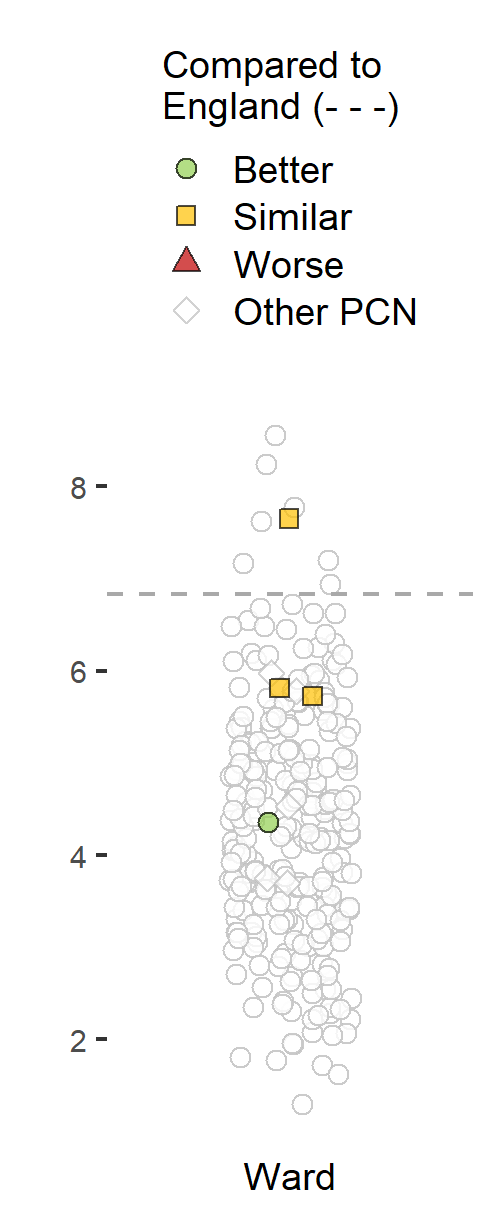 Compared to
England (- - -)
Better
Similar
Worse
Other PCN
8
6
4
2
Ward